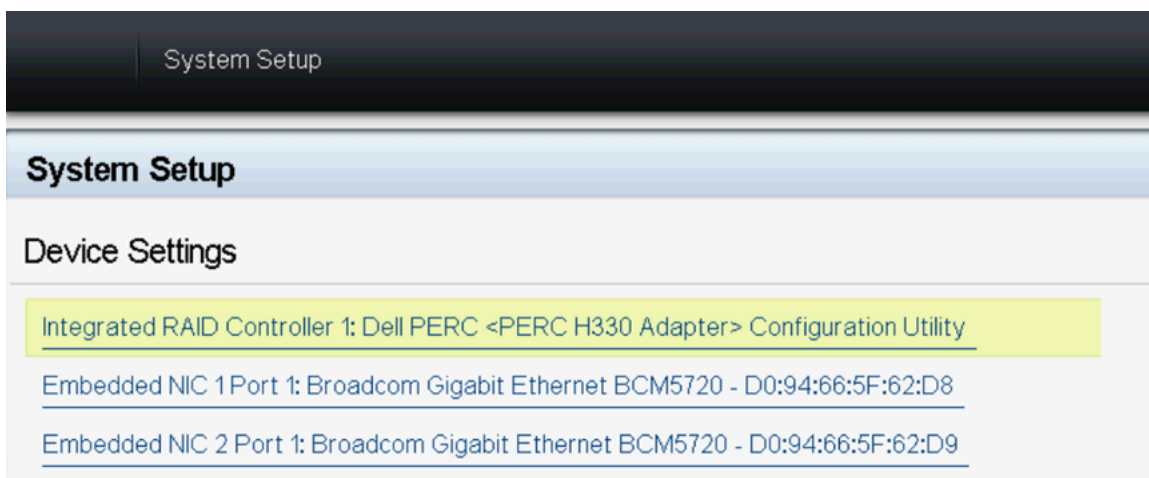 System Setup
System Setup
Device Settings
Integrated RAID Controller 1: Dell PERC <PERC H330 Adapter> Configuration Utility
Embedded NIC 1 Port 1: Broadcom Gigabit Ethernet BCM5720 - D0:94:66:5F:62:D8
Embedded NIC 2 Port 1: Broadcom Gigabit Ethernet BCM5720 - D0:94:66:5F:62:D9